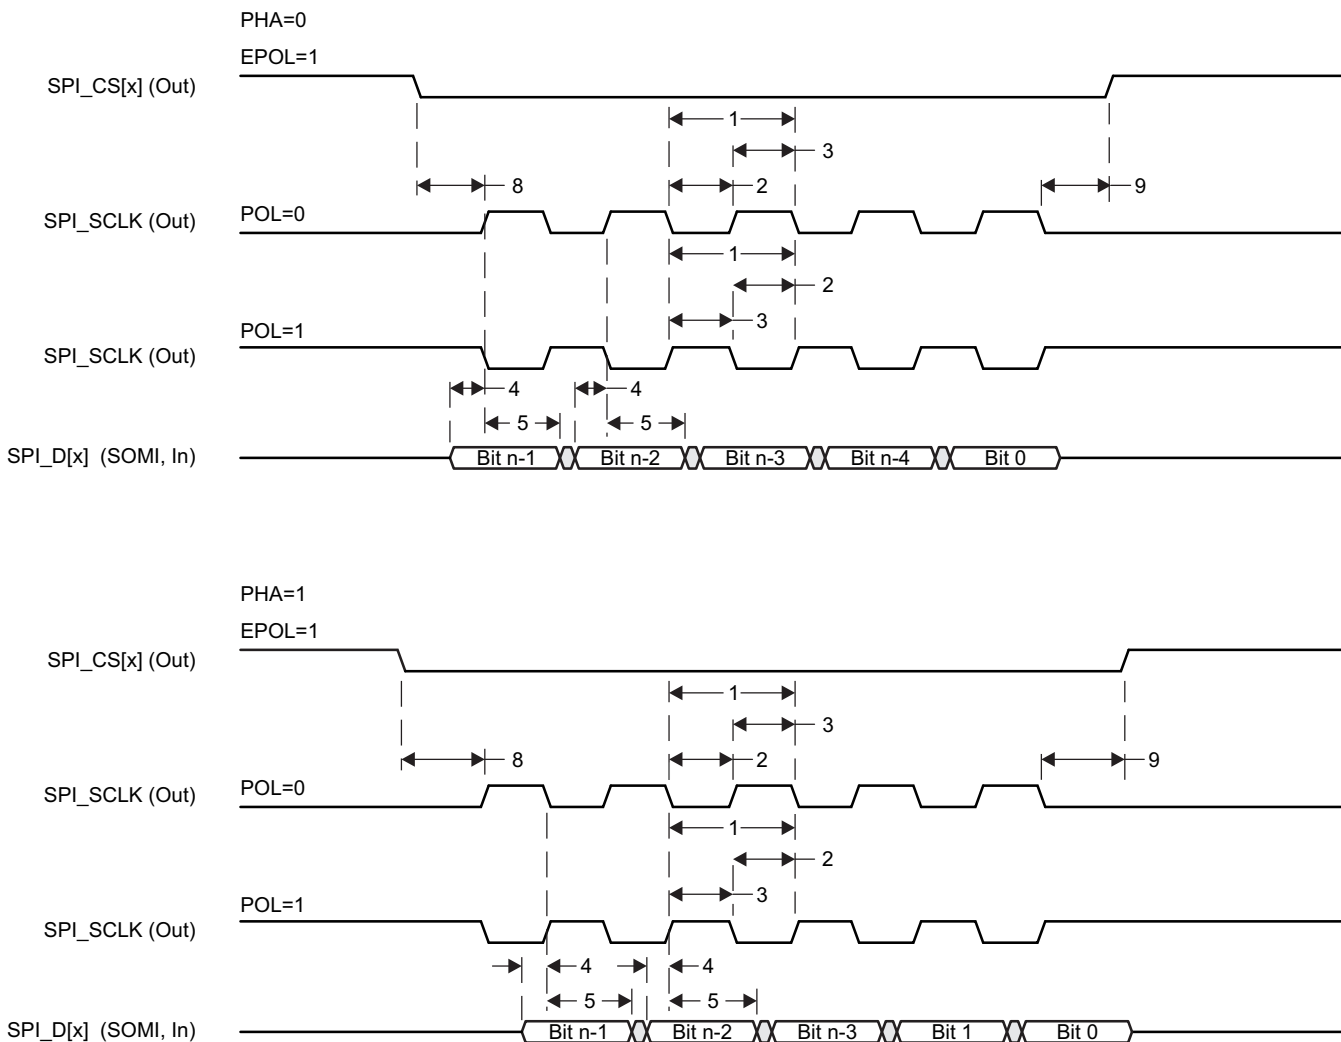 PHA=0
EPOL=1
SPI_CS[x] (Out)
1
3
8 2 9
SPI_SCLK (Out) POL=0
1
2
POL=1 3
SPI_SCLK (Out)
4 4
5 5
SPI_D[x] (SOMI, In) Bit n-1 Bit n-2 Bit n-3 Bit n-4 Bit 0
PHA=1
EPOL=1
SPI_CS[x] (Out)
1
3
8 2 9
SPI_SCLK (Out) POL=0
1
2
POL=1 3
SPI_SCLK (Out)
4 4
5 5
SPI_D[x] (SOMI, In) Bit n-1 Bit n-2 Bit n-3 Bit 1 Bit 0